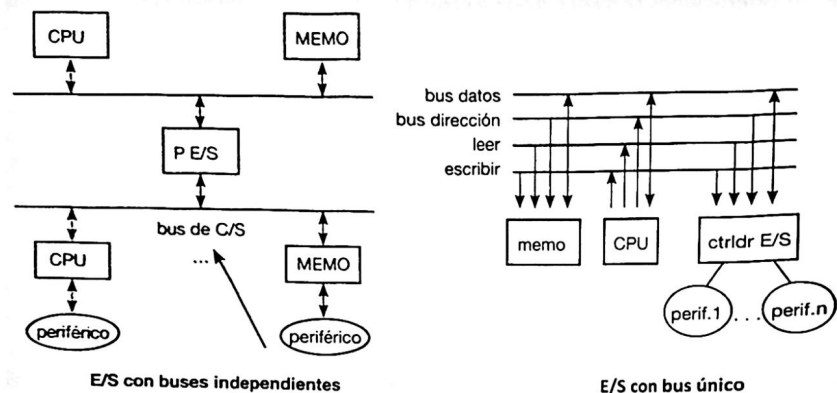 CPU
MEMO
P E/S
bus de C/S
...
CPU
MEMO
periférico
periférico
E/S con buses independientes
bus datos
bus dirección
leer
escribir
memo
CPU
ctrldr E/S
perif.1 ... perif.n
E/S con bus único